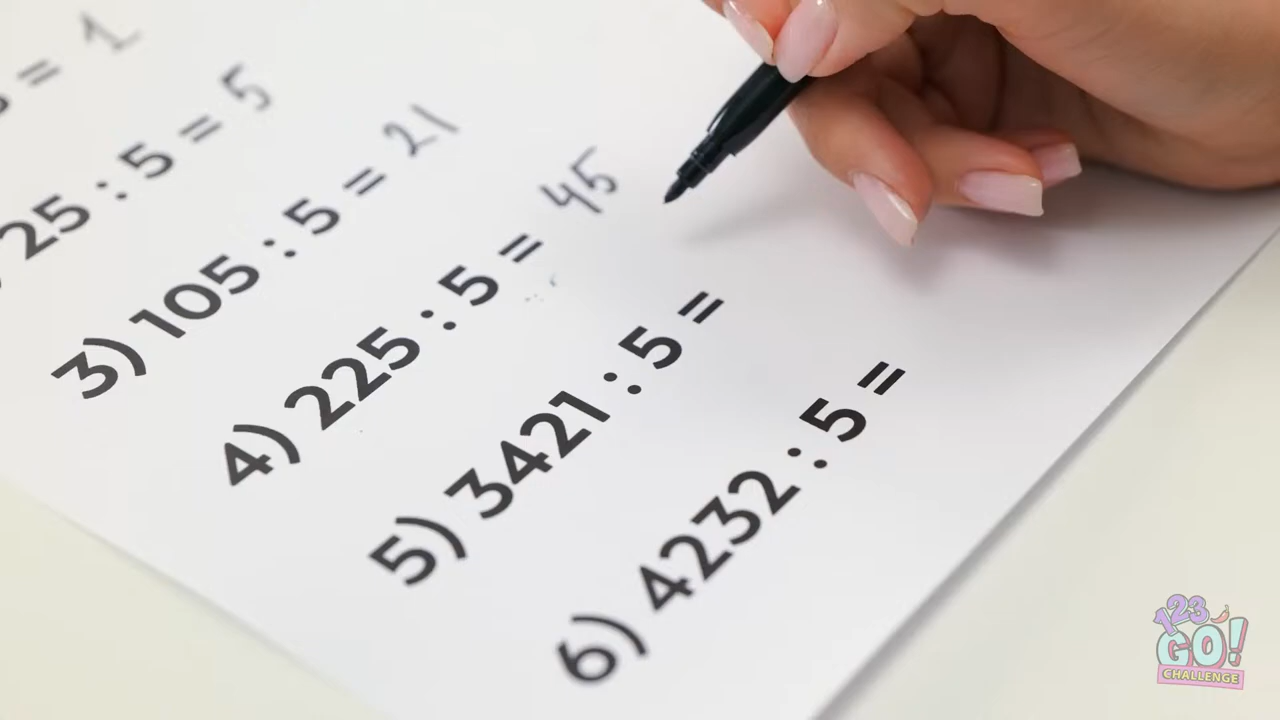 = 1
25 : 5 = 5
3) 105 : 5 = 21
4) 225 : 5 = 45
5) 3421 : 5 =
6) 4232 : 5 =
123
GO!
CHALLENGE